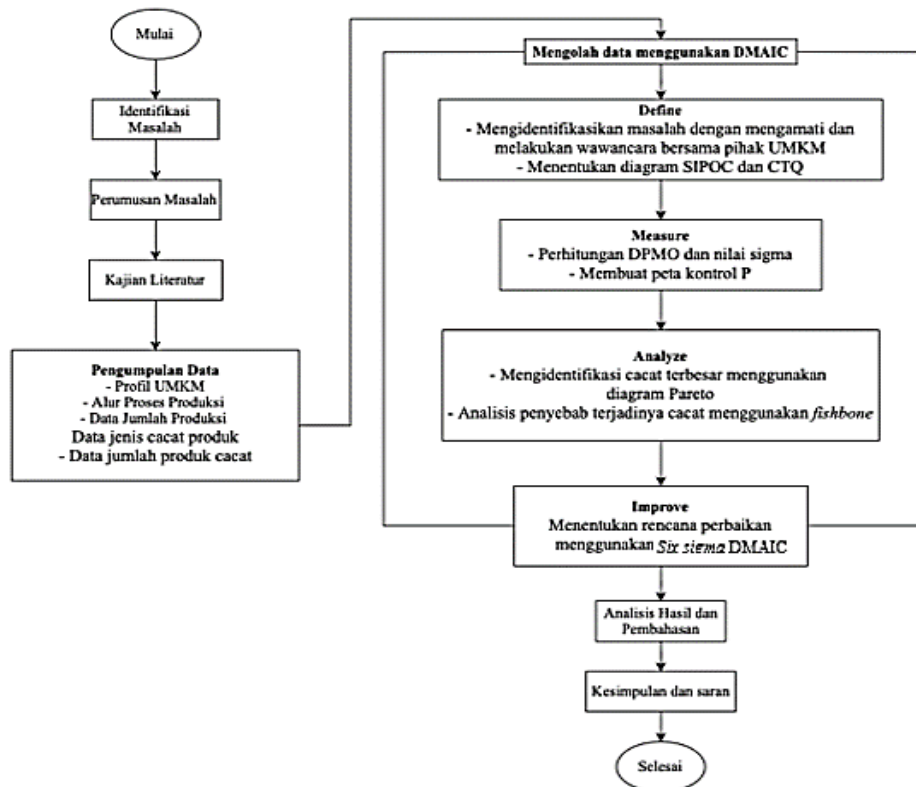 Mulai
Identifikasi
Masalah
Perumusan Masalah
Kajian Literatur
Pengumpulan Data
- Profil UMKM
- Alur Proses Produksi
- Data Jumlah Produksi
Data jenis cacat produk
- Data jumlah produk cacat
Mengolah data menggunakan DMAIC
Define
- Mengidentifikasikan masalah dengan mengamati dan
melakukan wawancara bersama pihak UMKM
- Menentukan diagram SIPOC dan CTQ
Measure
- Perhitungan DPMO dan nilai sigma
- Membuat peta kontrol P
Analyze
- Mengidentifikasi cacat terbesar menggunakan
diagram Pareto
- Analisis penyebab terjadinya cacat menggunakan fishbone
Improve
Menentukan rencana perbaikan
menggunakan Six sigma DMAIC
Analisis Hasil dan
Pembahasan
Kesimpulan dan saran
Selesai